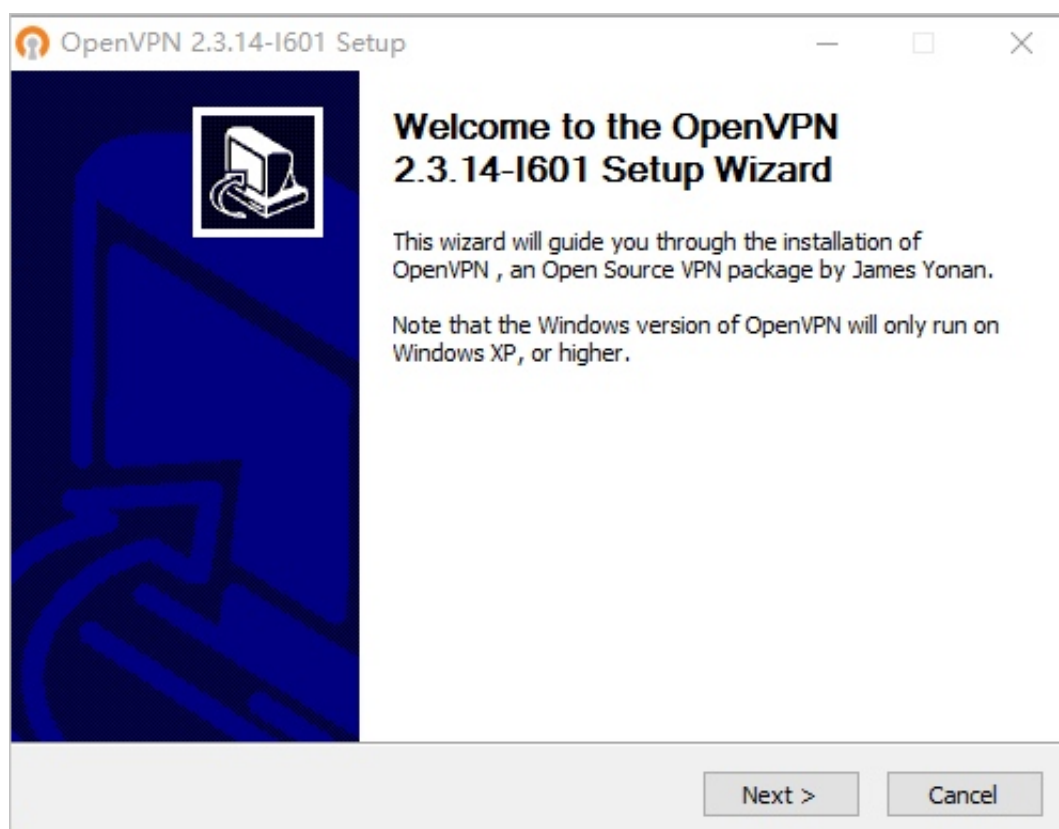 OpenVPN 2.3.14-I601 Setup
Welcome to the OpenVPN
2.3.14-I601 Setup Wizard
This wizard will guide you through the installation of
OpenVPN , an Open Source VPN package by James Yonan.
Note that the Windows version of OpenVPN will only run on
Windows XP, or higher.
Next >
Cancel